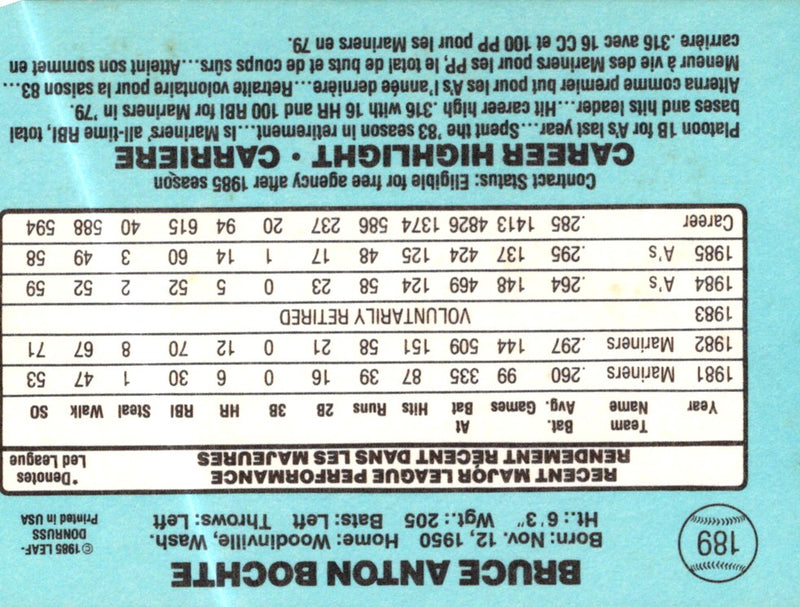 189
BRUCE ANTON BOCHTE
Born: Nov. 12, 1950 Home: Woodinville, Wash.
Ht.: 6'3" Wgt.: 205 Bats: Left Throws: Left
© 1985 LEAF-
DONRUSS
Printed in USA
RECENT MAJOR LEAGUE PERFORMANCE
RENDEMENT RÉCENT DANS LES MAJEURES
*Denotes
Led League
Year Team Name Bat. Avg. Games At Bat Hits Runs 2B 3B HR RBI Steal Walk SO
1981 Mariners .260 99 335 87 39 16 0 6 30 1 47 53
1982 Mariners .297 144 509 151 58 21 0 12 70 8 67 71
1983 VOLUNTARILY RETIRED
1984 A's .264 148 469 124 58 23 0 5 52 2 52 59
1985 A's .295 137 424 125 48 17 1 14 60 3 49 58
Career .285 1413 4826 1374 586 237 20 94 615 40 588 594
Contract Status: Eligible for free agency after 1985 season
CAREER HIGHLIGHT • CARRIERE
Platoon 1B for A's last year...Spent the '83 season in retirement...Is Mariners' all-time RBI, total
bases and hits leader...Hit career high .316 with 16 HR and 100 RBI for Mariners in '79.
Alterna comme premier but pour les A's l'année dernière...Retraite volontaire pour la saison 83...
Meneur à vie des Mariners pour les PP, le total de buts et de coups sûrs...Atteint son sommet en
carrière .316 avec 16 CC et 100 PP pour les Mariners en 79.